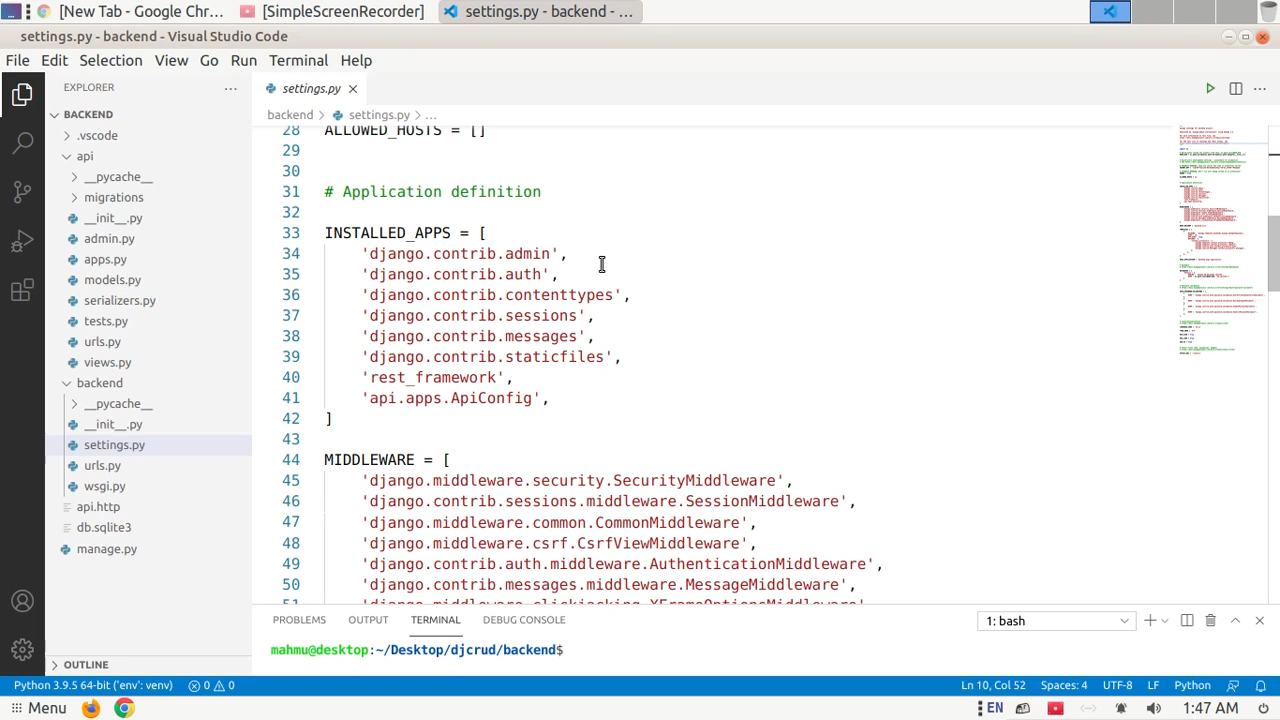 [New Tab - Google Chr...
[SimpleScreenRecorder]
settings.py - backend - ...
settings.py - backend - Visual Studio Code
File Edit Selection View Go Run Terminal Help
EXPLORER
settings.py
BACKEND
backend > settings.py > ...
.vscode
api
__pycache__
migrations
__init__.py
admin.py
apps.py
models.py
serializers.py
tests.py
urls.py
views.py
backend
__pycache__
__init__.py
settings.py
urls.py
wsgi.py
api.http
db.sqlite3
manage.py
OUTLINE
28 ALLOWED_HOSTS = []
29
30
31 # Application definition
32
33 INSTALLED_APPS = [
34 'django.contrib.admin',
35 'django.contrib.auth',
36 'django.contrib.contenttypes',
37 'django.contrib.sessions',
38 'django.contrib.messages',
39 'django.contrib.staticfiles',
40 'rest_framework',
41 'api.apps.ApiConfig',
42 ]
43
44 MIDDLEWARE = [
45 'django.middleware.security.SecurityMiddleware',
46 'django.contrib.sessions.middleware.SessionMiddleware',
47 'django.middleware.common.CommonMiddleware',
48 'django.middleware.csrf.CsrfViewMiddleware',
49 'django.contrib.auth.middleware.AuthenticationMiddleware',
50 'django.contrib.messages.middleware.MessageMiddleware',
51 'django.middleware.clickjacking.XFrameOptionsMiddleware'
PROBLEMS OUTPUT TERMINAL DEBUG CONSOLE
1: bash
mahmu@desktop:~/Desktop/djcrud/backend$
Python 3.9.5 64-bit ('env': venv) 0 0
Ln 10, Col 52 Spaces: 4 UTF-8 LF Python
Menu
EN
1:47 AM